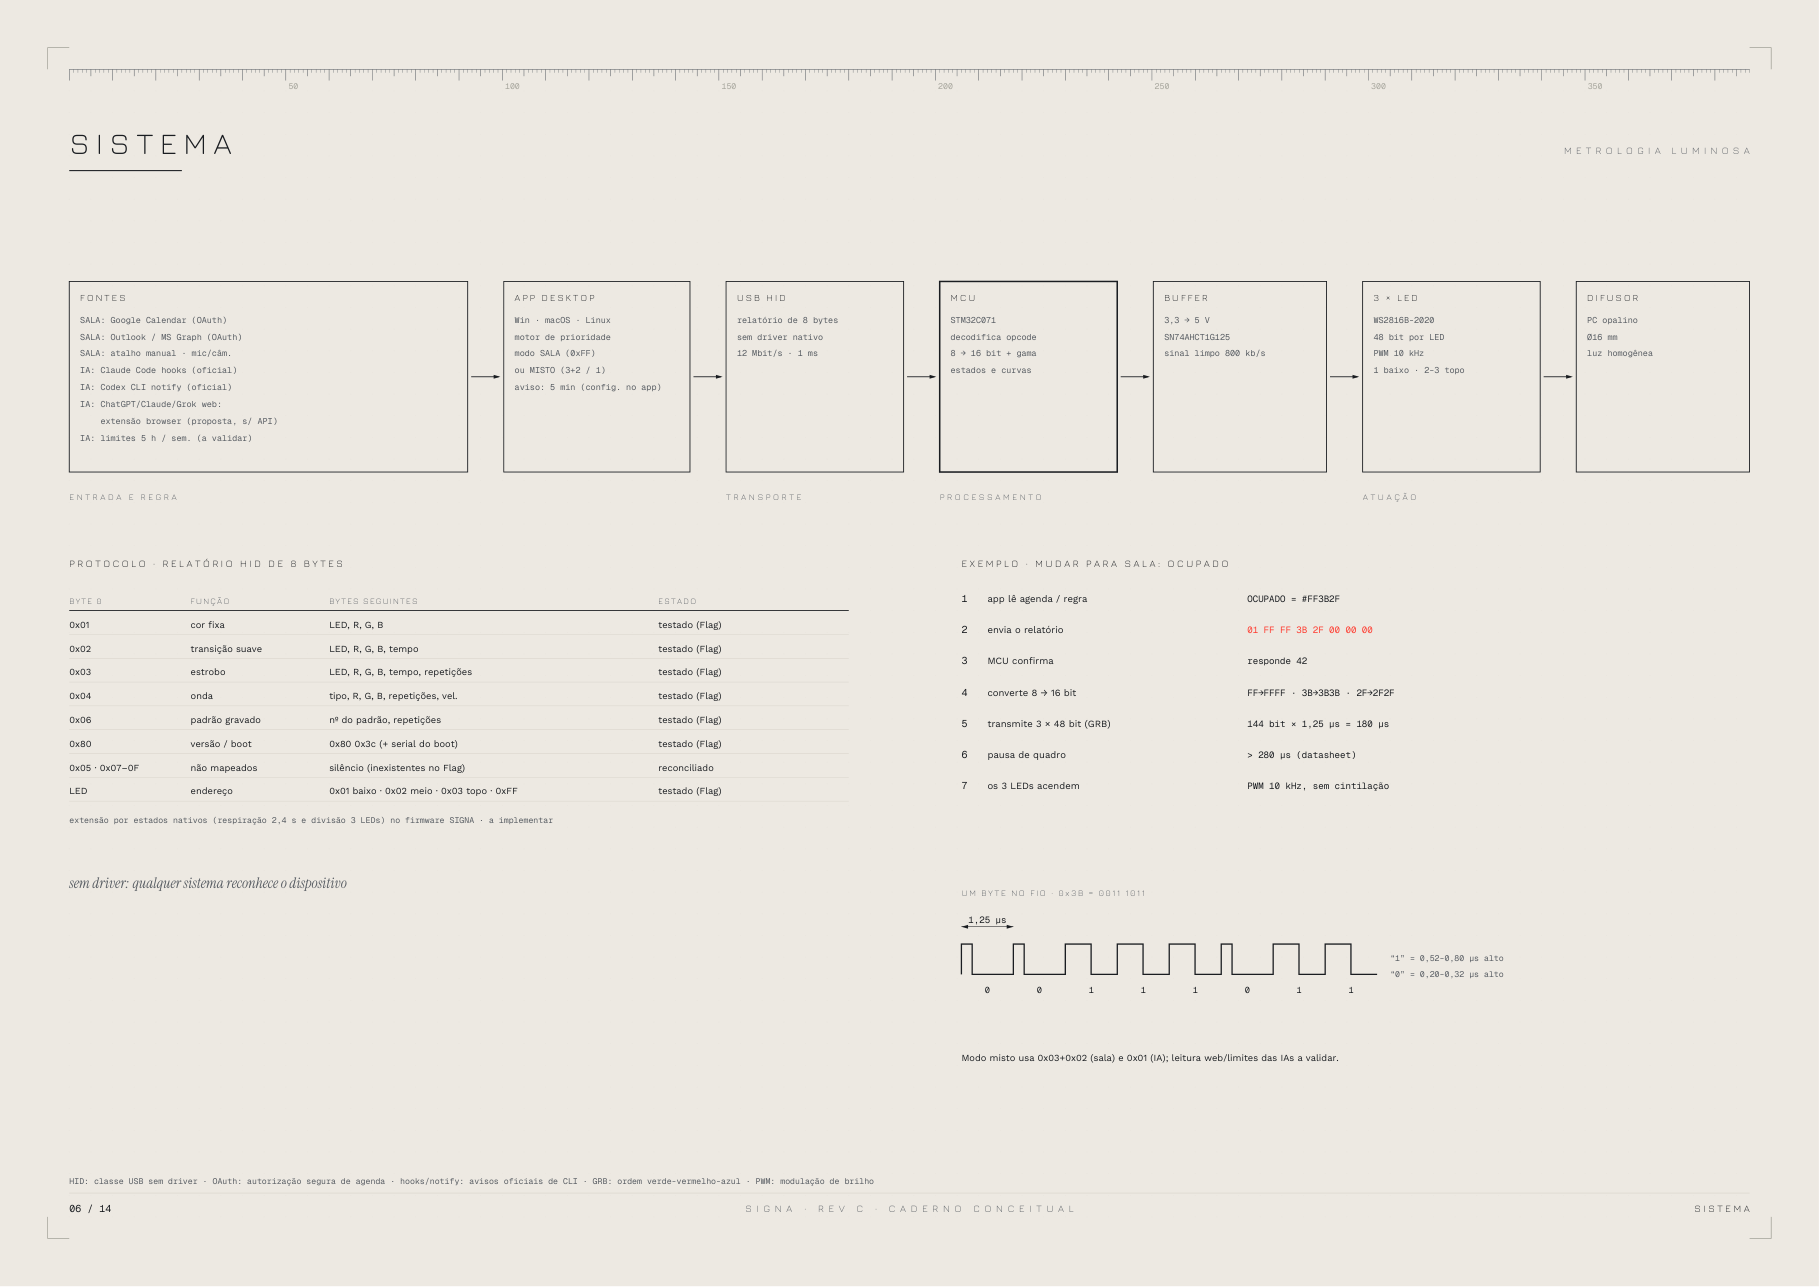 50 100 150 200 250 300 350
SISTEMA
METROLOGIA LUMINOSA
FONTES
SALA: Google Calendar (OAuth)
SALA: Outlook / MS Graph (OAuth)
SALA: atalho manual · mic/câm.
IA: Claude Code hooks (oficial)
IA: Codex CLI notify (oficial)
IA: ChatGPT/Claude/Grok web:
extensão browser (proposta, s/ API)
IA: limites 5 h / sem. (a validar)
APP DESKTOP
Win · macOS · Linux
motor de prioridade
modo SALA (0xFF)
ou MISTO (3+2 / 1)
aviso: 5 min (config. no app)
USB HID
relatório de 8 bytes
sem driver nativo
12 Mbit/s · 1 ms
MCU
STM32C071
decodifica opcode
8 → 16 bit + gama
estados e curvas
BUFFER
3,3 → 5 V
SN74AHCT1G125
sinal limpo 800 kb/s
3 × LED
WS2816B-2020
48 bit por LED
PWM 10 kHz
1 baixo · 2–3 topo
DIFUSOR
PC opalino
Ø16 mm
luz homogênea
ENTRADA E REGRA
TRANSPORTE
PROCESSAMENTO
ATUAÇÃO
PROTOCOLO · RELATÓRIO HID DE 8 BYTES
BYTE 0 FUNÇÃO BYTES SEGUINTES ESTADO
0x01 cor fixa LED, R, G, B testado (Flag)
0x02 transição suave LED, R, G, B, tempo testado (Flag)
0x03 estrobo LED, R, G, B, tempo, repetições testado (Flag)
0x04 onda tipo, R, G, B, repetições, vel. testado (Flag)
0x06 padrão gravado nº do padrão, repetições testado (Flag)
0x80 versão / boot 0x80 0x3c (+ serial do boot) testado (Flag)
0x05 · 0x07–0F não mapeados silêncio (inexistentes no Flag) reconciliado
LED endereço 0x01 baixo · 0x02 meio · 0x03 topo · 0xFF testado (Flag)
extensão por estados nativos (respiração 2,4 s e divisão 3 LEDs) no firmware SIGNA · a implementar
sem driver: qualquer sistema reconhece o dispositivo
EXEMPLO · MUDAR PARA SALA: OCUPADO
1 app lê agenda / regra OCUPADO = #FF3B2F
2 envia o relatório 01 FF FF 3B 2F 00 00 00
3 MCU confirma responde 42
4 converte 8 → 16 bit FF→FFFF · 3B→3B3B · 2F→2F2F
5 transmite 3 × 48 bit (GRB) 144 bit × 1,25 µs = 180 µs
6 pausa de quadro > 280 µs (datasheet)
7 os 3 LEDs acendem PWM 10 kHz, sem cintilação
UM BYTE NO FIO · 0x3B = 0011 1011
1,25 µs
"1" = 0,52–0,80 µs alto
"0" = 0,20–0,32 µs alto
0 0 1 1 1 0 1 1
Modo misto usa 0x03+0x02 (sala) e 0x01 (IA); leitura web/limites das IAs a validar.
HID: classe USB sem driver · OAuth: autorização segura de agenda · hooks/notify: avisos oficiais de CLI · GRB: ordem verde-vermelho-azul · PWM: modulação de brilho
06 / 14
SIGNA · REV C · CADERNO CONCEITUAL
SISTEMA